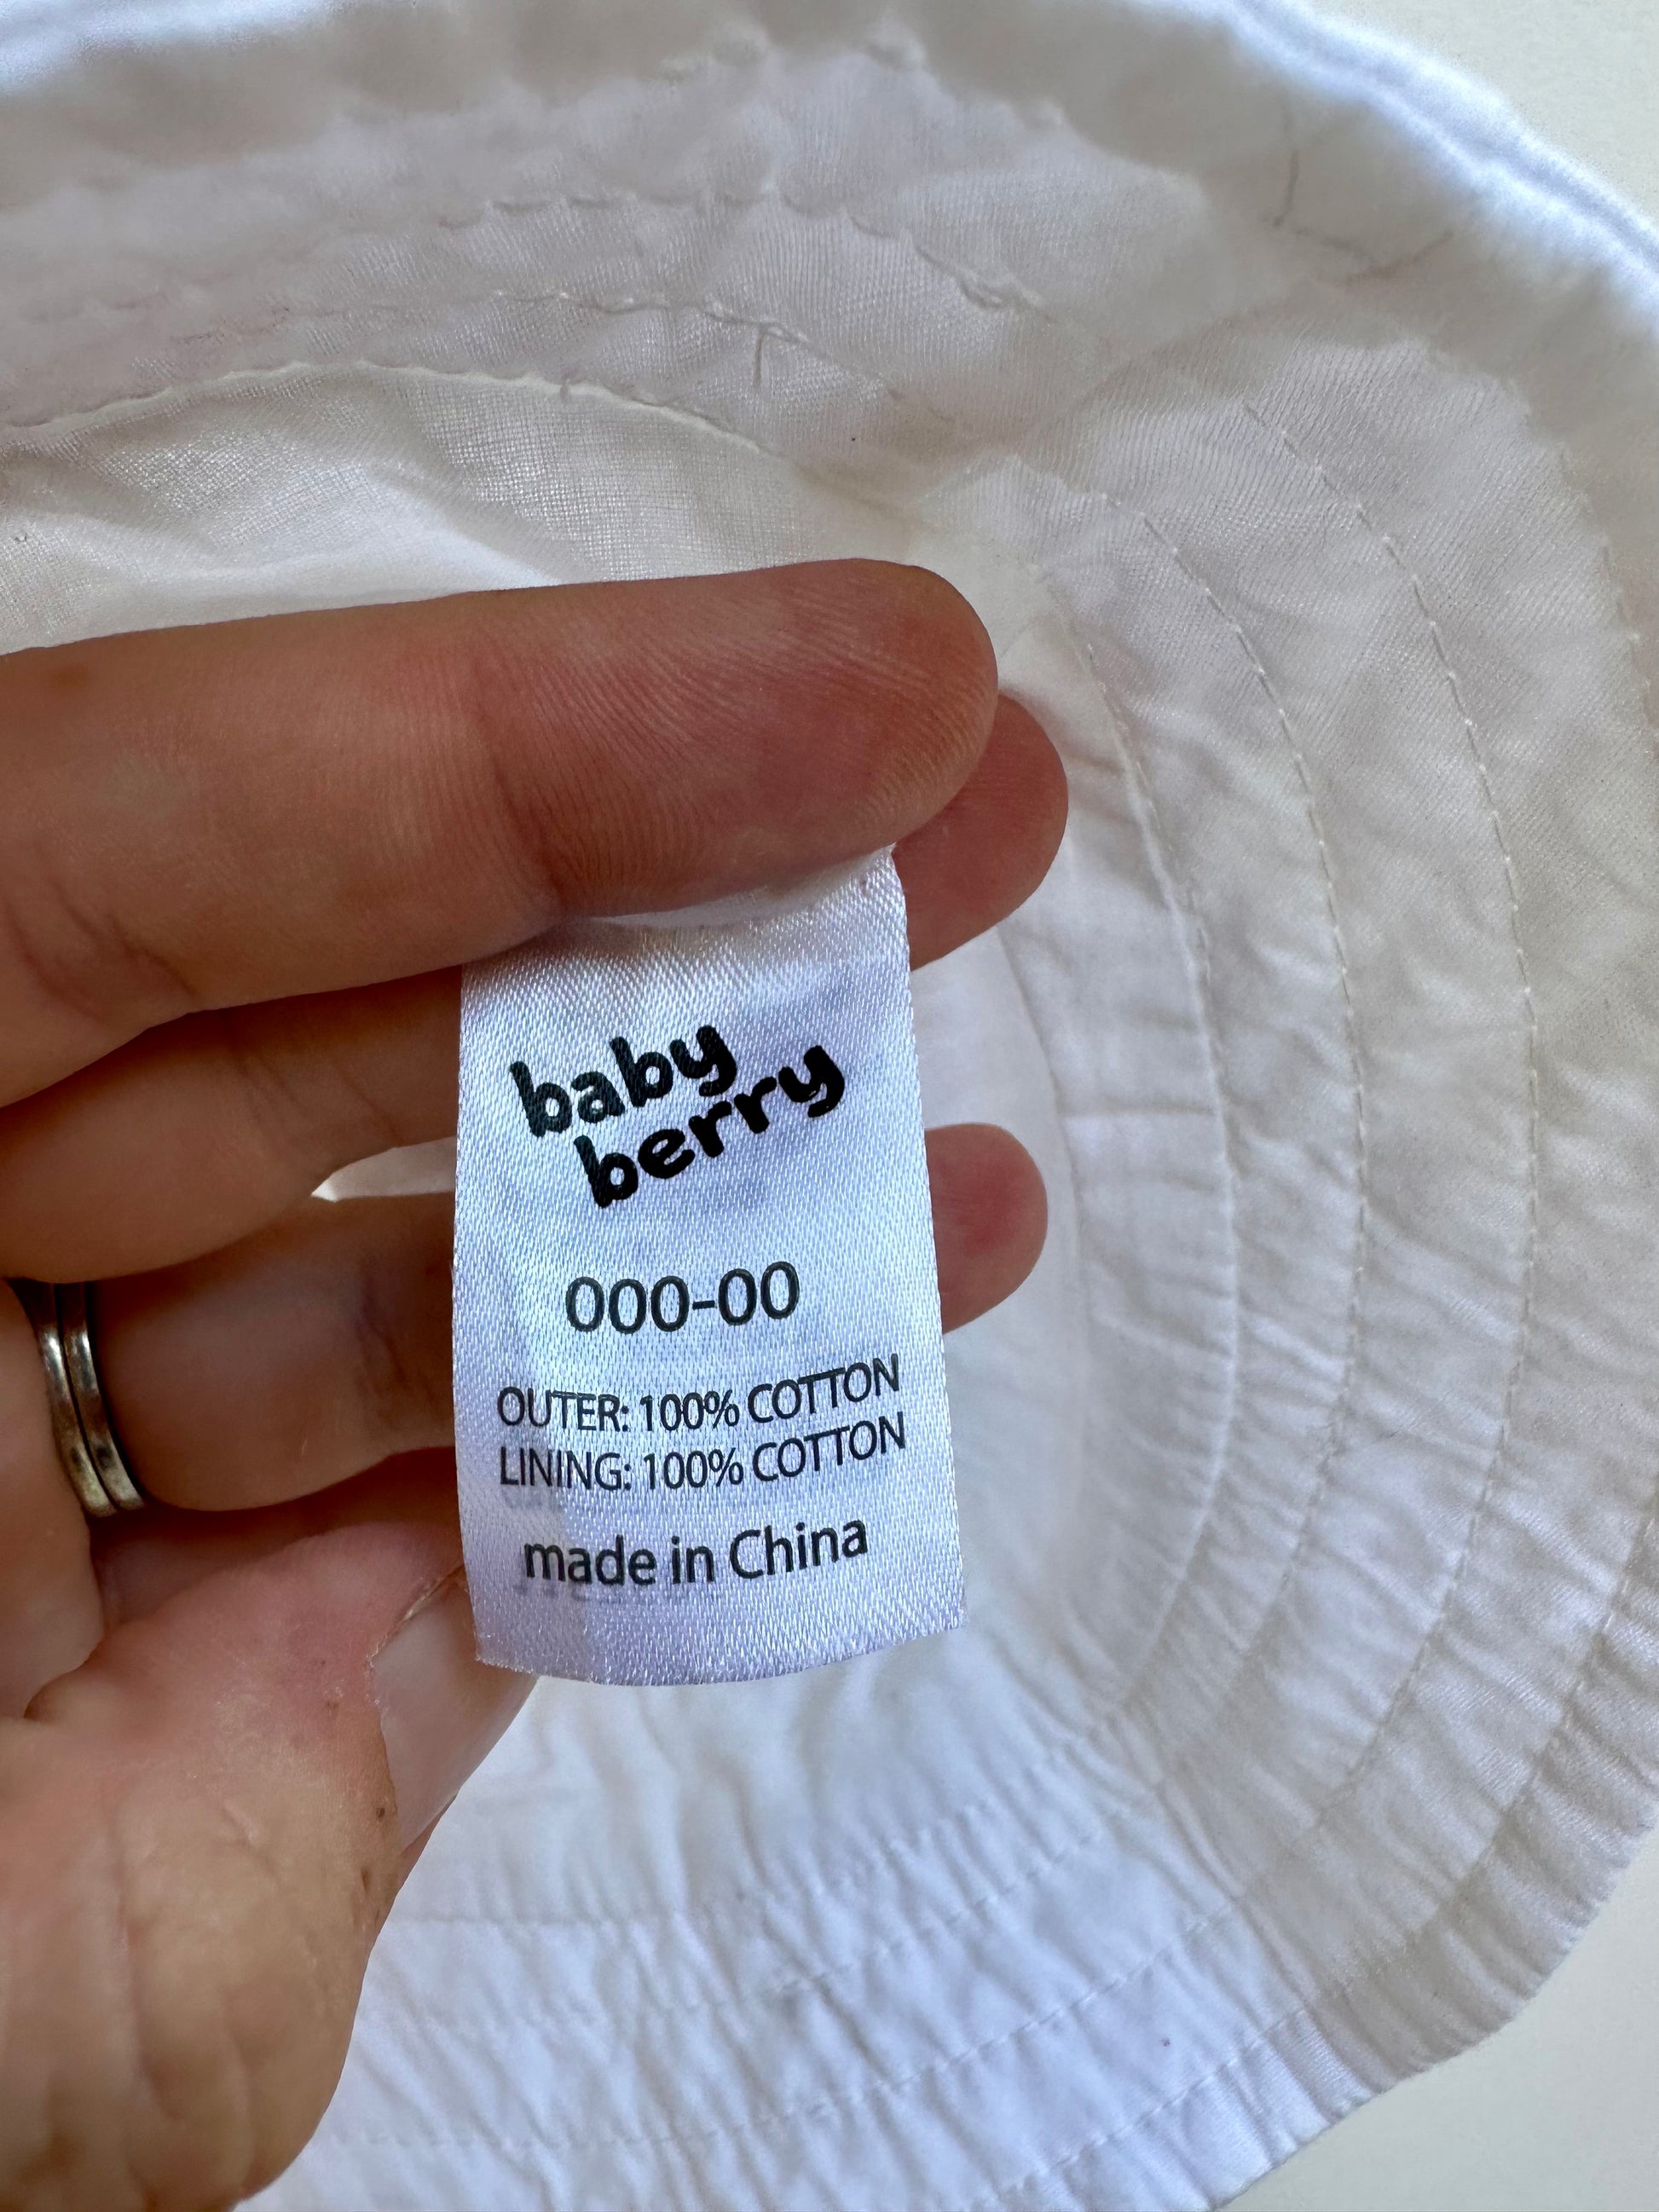 baby
berry
000-00
OUTER: 100% COTTON
LINING: 100% COTTON
made in China